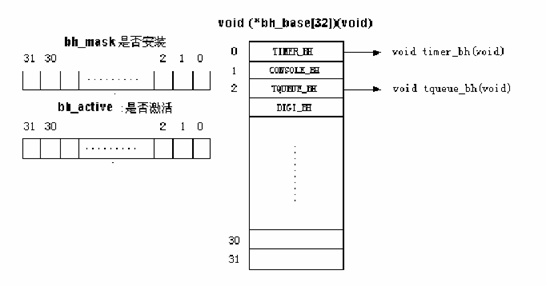 void (*bh_base[32])(void)
bh_mask 是否安装
31 30 2 1 0
.........
bh_active :是否激活
31 30 2 1 0
.........
0 TIMER_BH void timer_bh(void)
1 CONSOLE_BH
2 TQUEUE_BH void tqueue_bh(void)
DIGI_BH
30
31